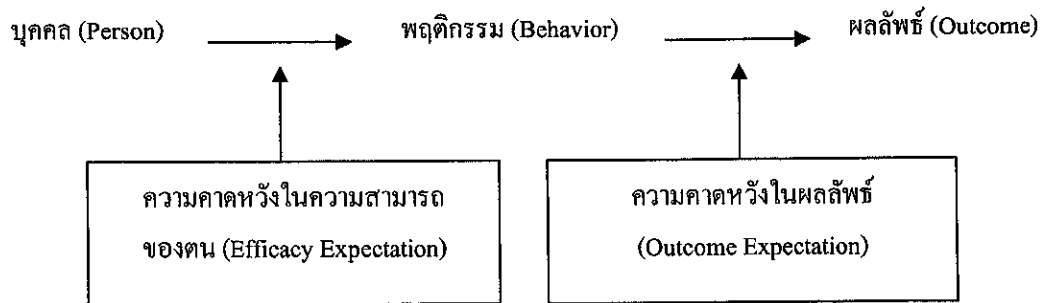 บุคคล (Person) พฤติกรรม (Behavior) ผลลัพธ์ (Outcome)
ความคาดหวังในความสามารถ
ของตน (Efficacy Expectation)
ความคาดหวังในผลลัพธ์
(Outcome Expectation)